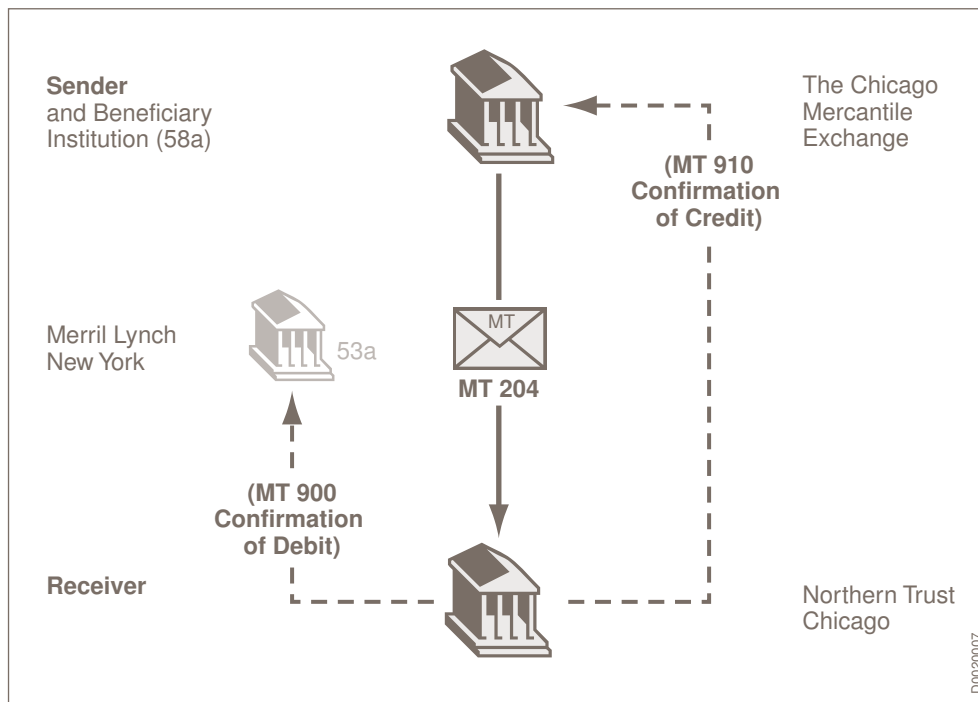 Sender
and Beneficiary
Institution (58a)
The Chicago
Mercantile
Exchange
(MT 910
Confirmation
of Credit)
Merril Lynch
New York
53a
MT
MT 204
(MT 900
Confirmation
of Debit)
Receiver
Northern Trust
Chicago
D0020007